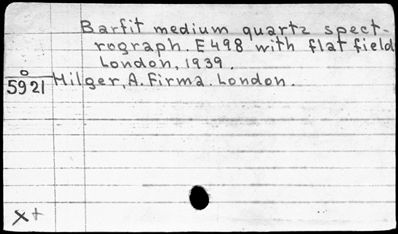 Barfit medium quartz spect-
rograph. E498 with flat field
London, 1939.
o
5921 Hilger, A. Firma. London.
x+